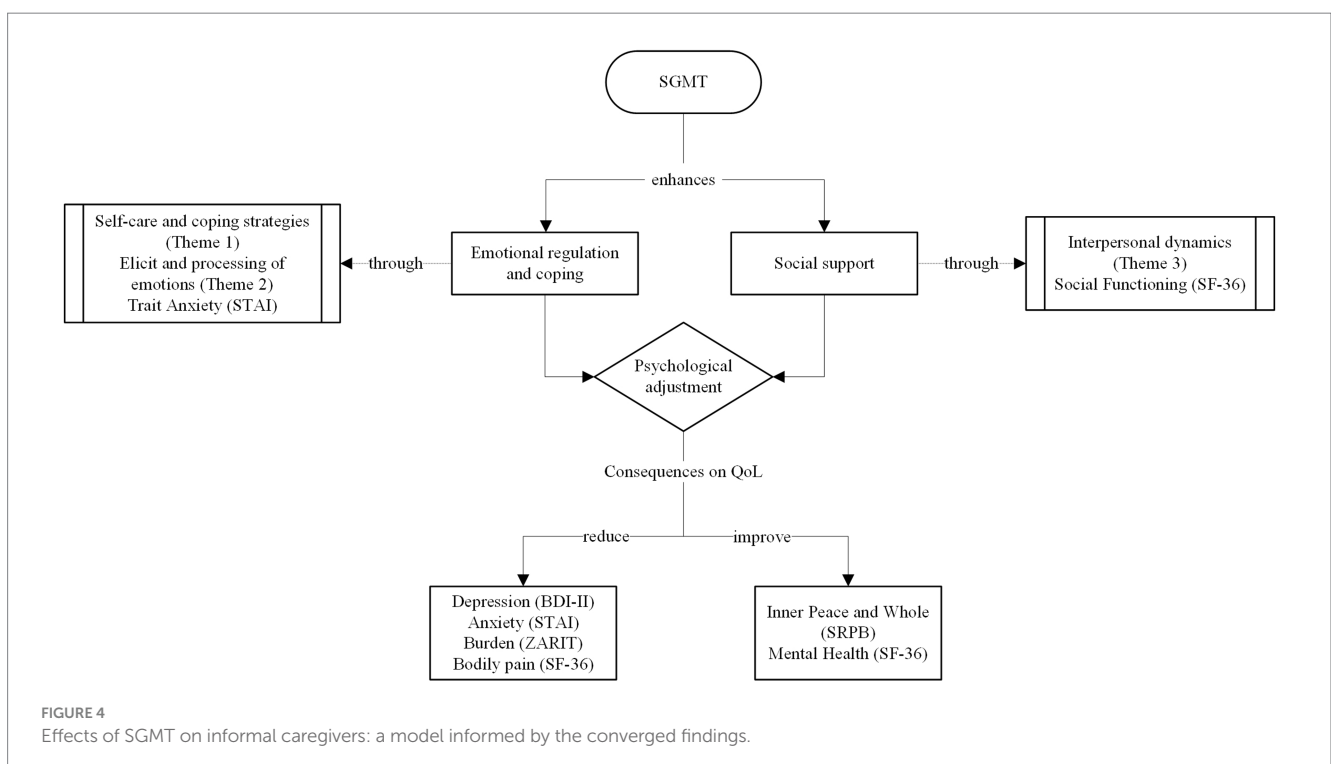 SGMT
enhances
Self-care and coping strategies
(Theme 1)
Elicit and processing of
emotions (Theme 2)
Trait Anxiety (STAI)
through
Emotional regulation
and coping
Social support
through
Interpersonal dynamics
(Theme 3)
Social Functioning (SF-36)
Psychological
adjustment
Consequences on QoL
reduce
improve
Depression (BDI-II)
Anxiety (STAI)
Burden (ZARIT)
Bodily pain (SF-36)
Inner Peace and Whole
(SRPB)
Mental Health (SF-36)
FIGURE 4
Effects of SGMT on informal caregivers: a model informed by the converged findings.